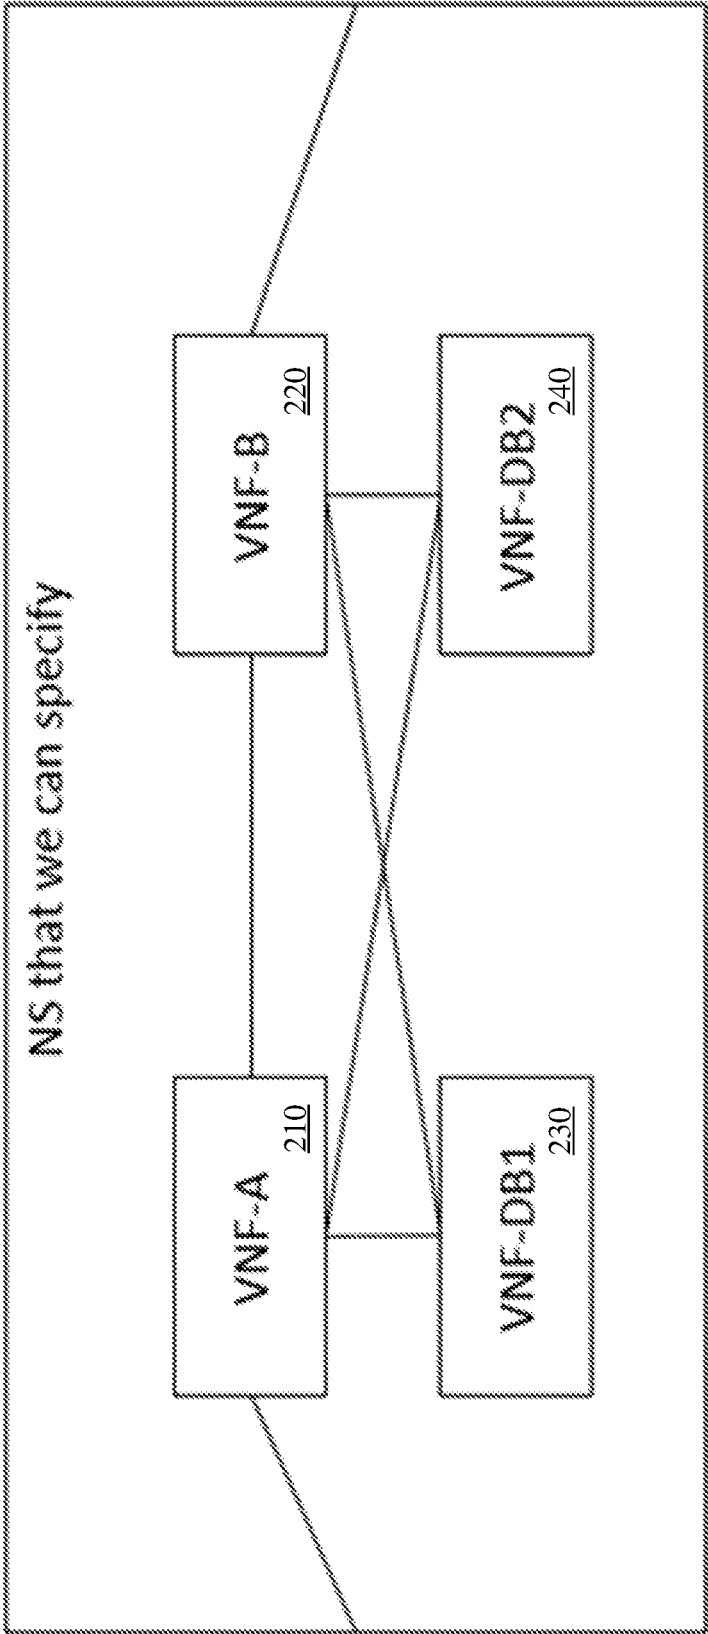 NS that we can specify
VNF-A
210
VNF-B
220
VNF-DB1
230
VNF-DB2
240